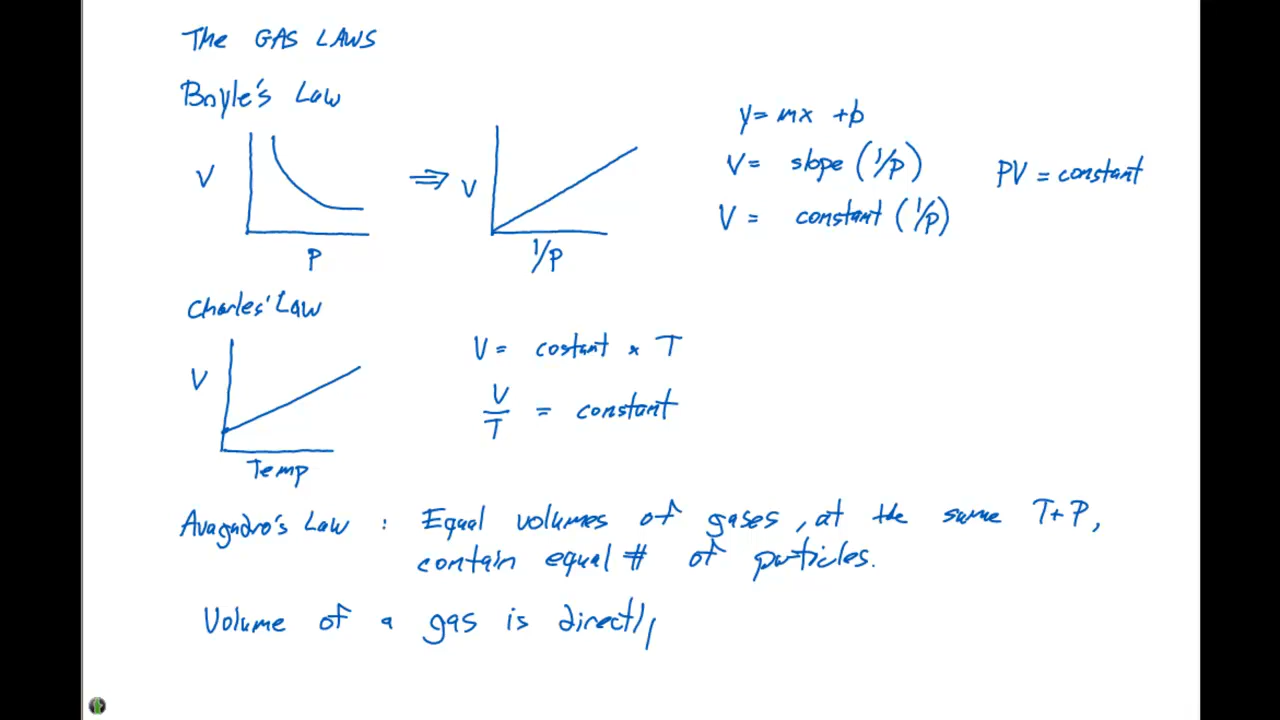 The GAS LAWS
Boyle's Law
V
P
⇒
V
1/P
y= mx +b
V= slope (1/P)
V = constant (1/P)
PV = constant
Charles' Law
V
Temp
V= costant × T
V/T = constant
Avagadro's Law : Equal volumes of gases, at the same T+P,
contain equal # of particles.
Volume of a gas is directly